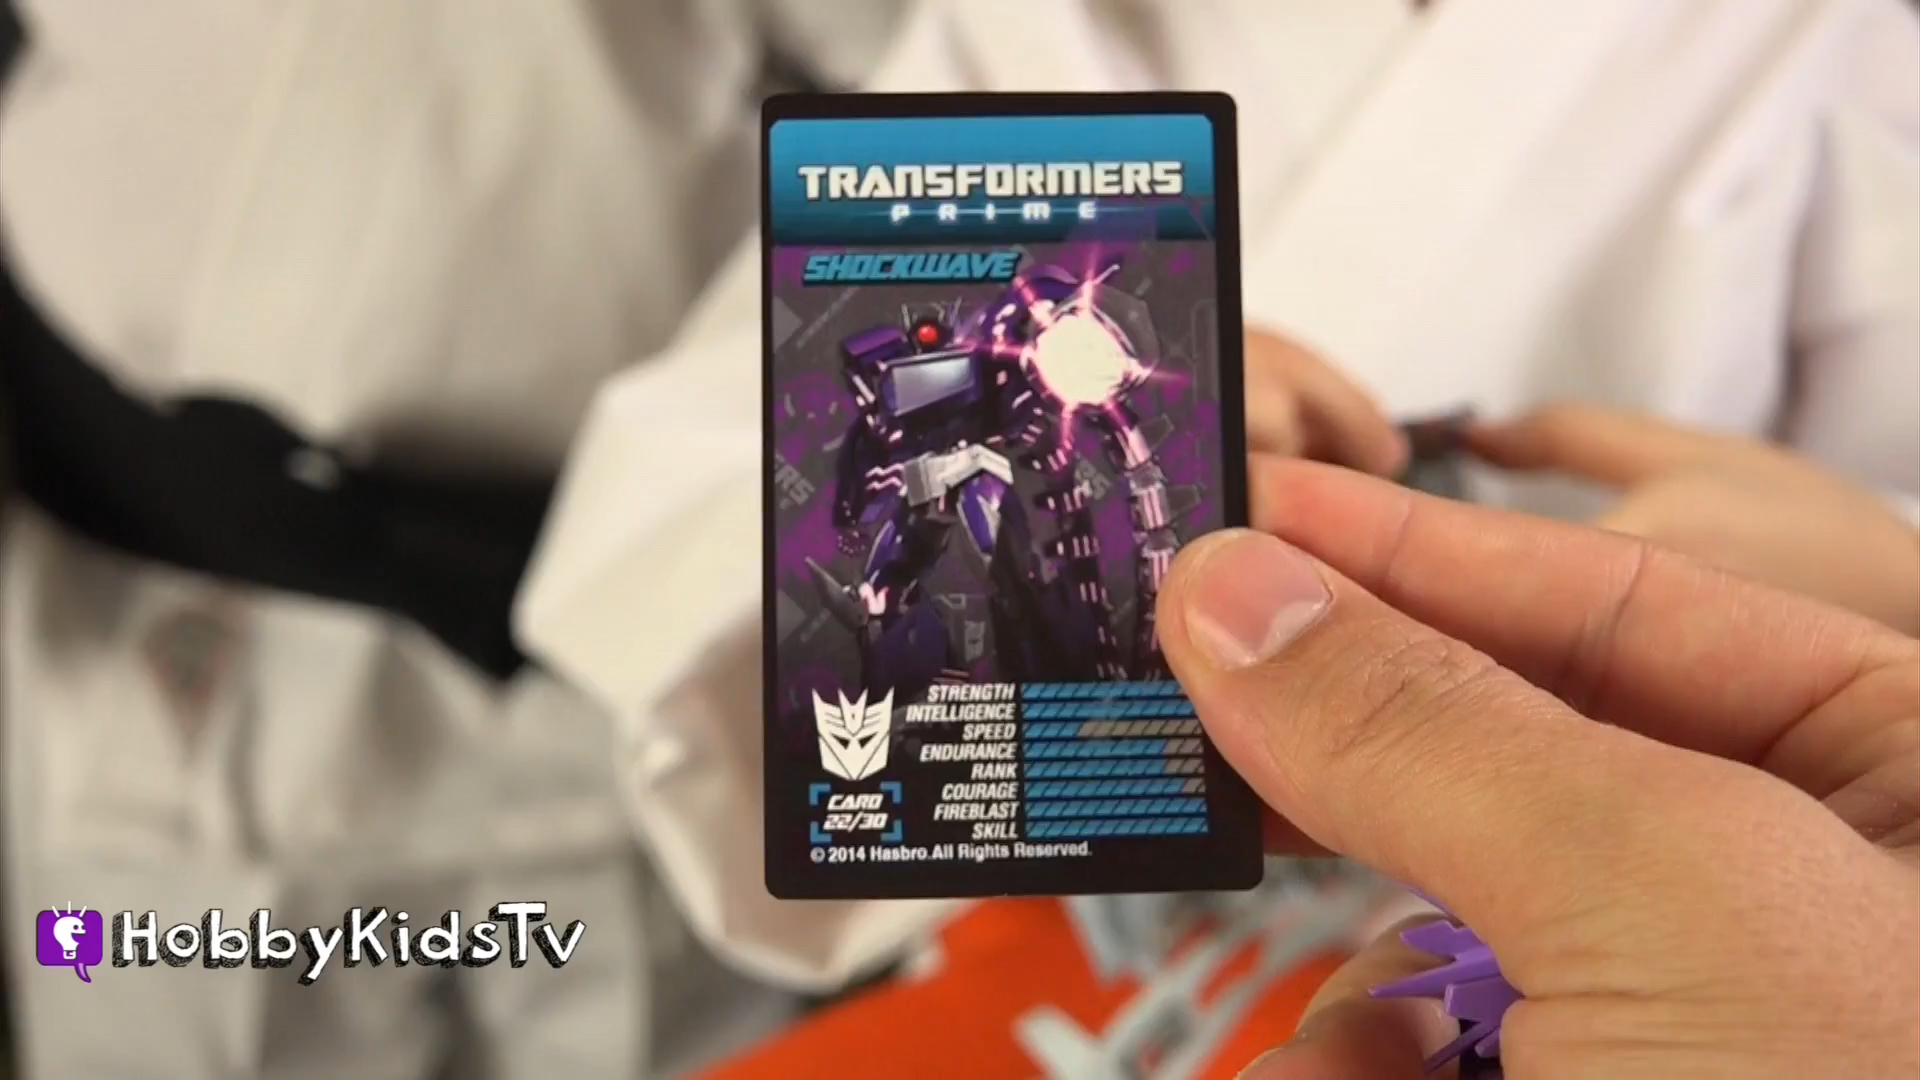 TRANSFORMERS
PRIME
SHOCKWAVE
STRENGTH
INTELLIGENCE
SPEED
ENDURANCE
RANK
COURAGE
FIREBLAST
SKILL
CARD
22/30
© 2014 Hasbro.All Rights Reserved.
HobbyKidsTv